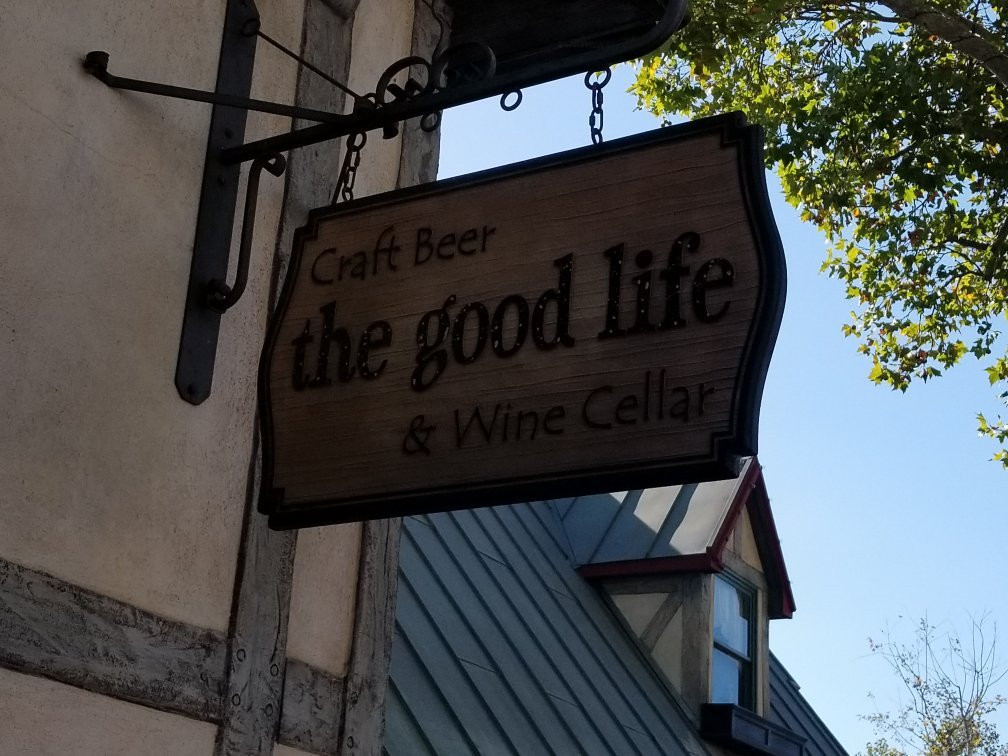 Craft Beer
the good life
& Wine Cellar